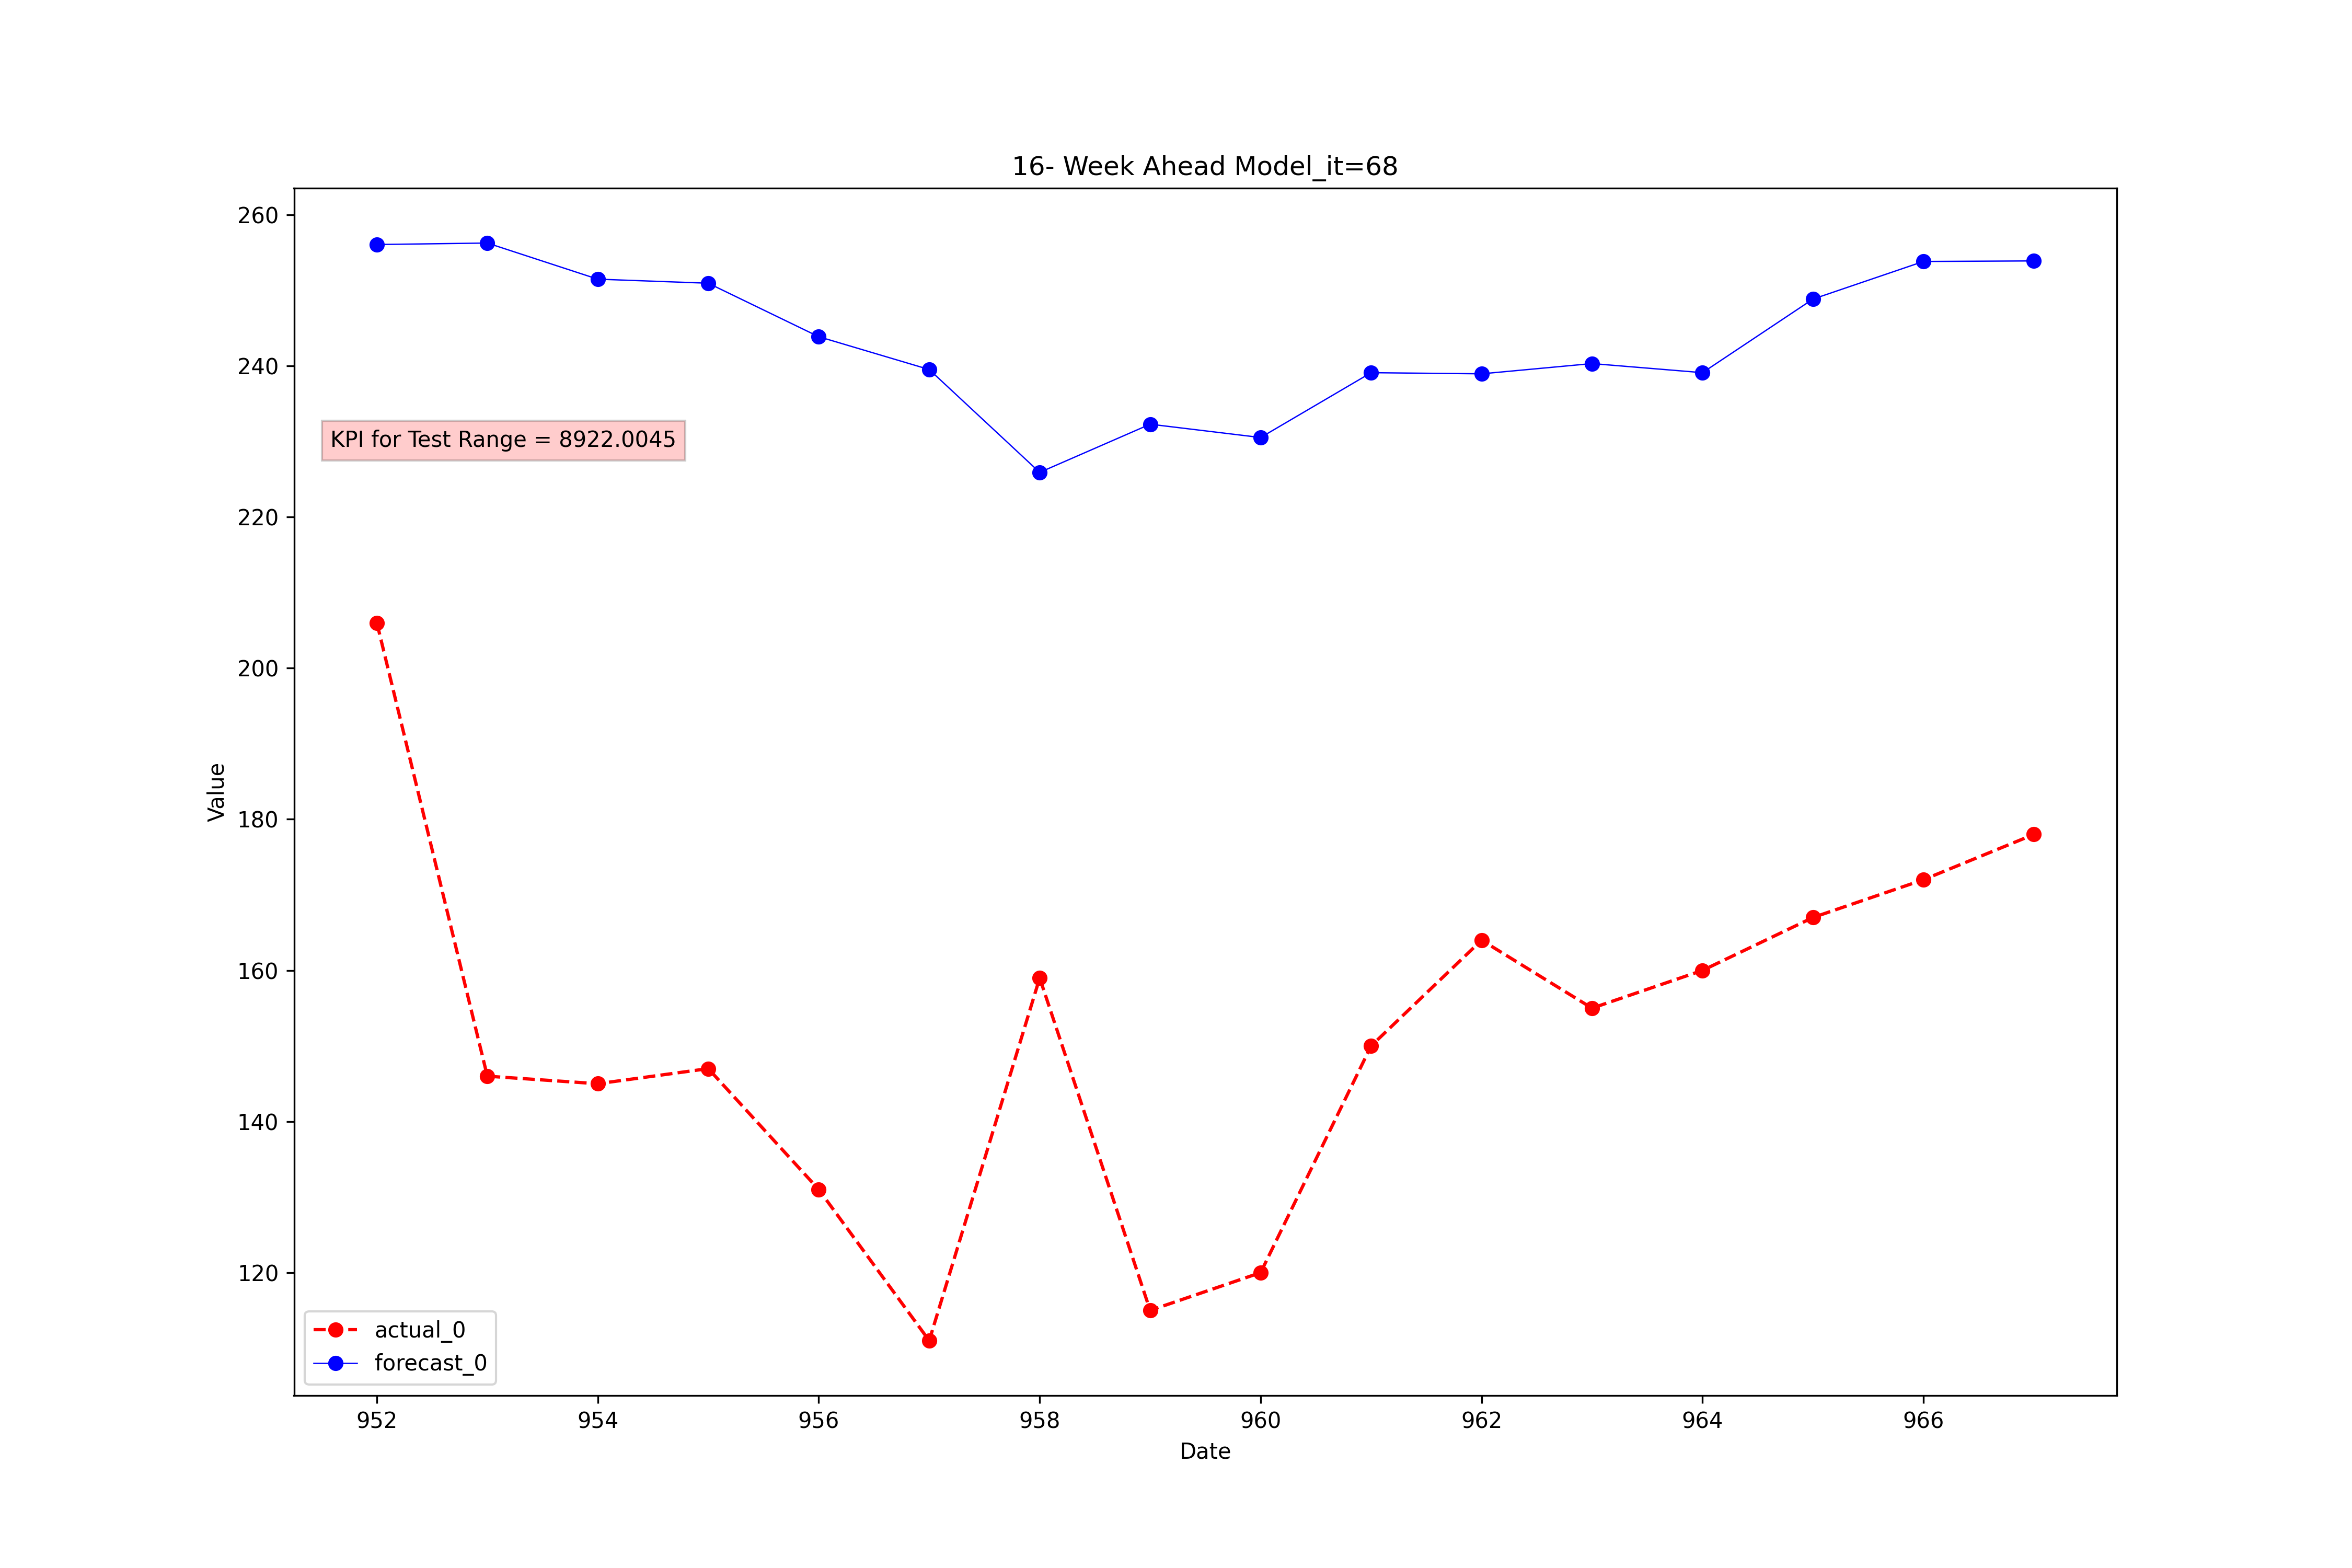 16- Week Ahead Model_it=68
260
240
220
200
180
160
140
120
Value
KPI for Test Range = 8922.0045
actual_0
forecast_0
952 954 956 958 960 962 964 966
Date